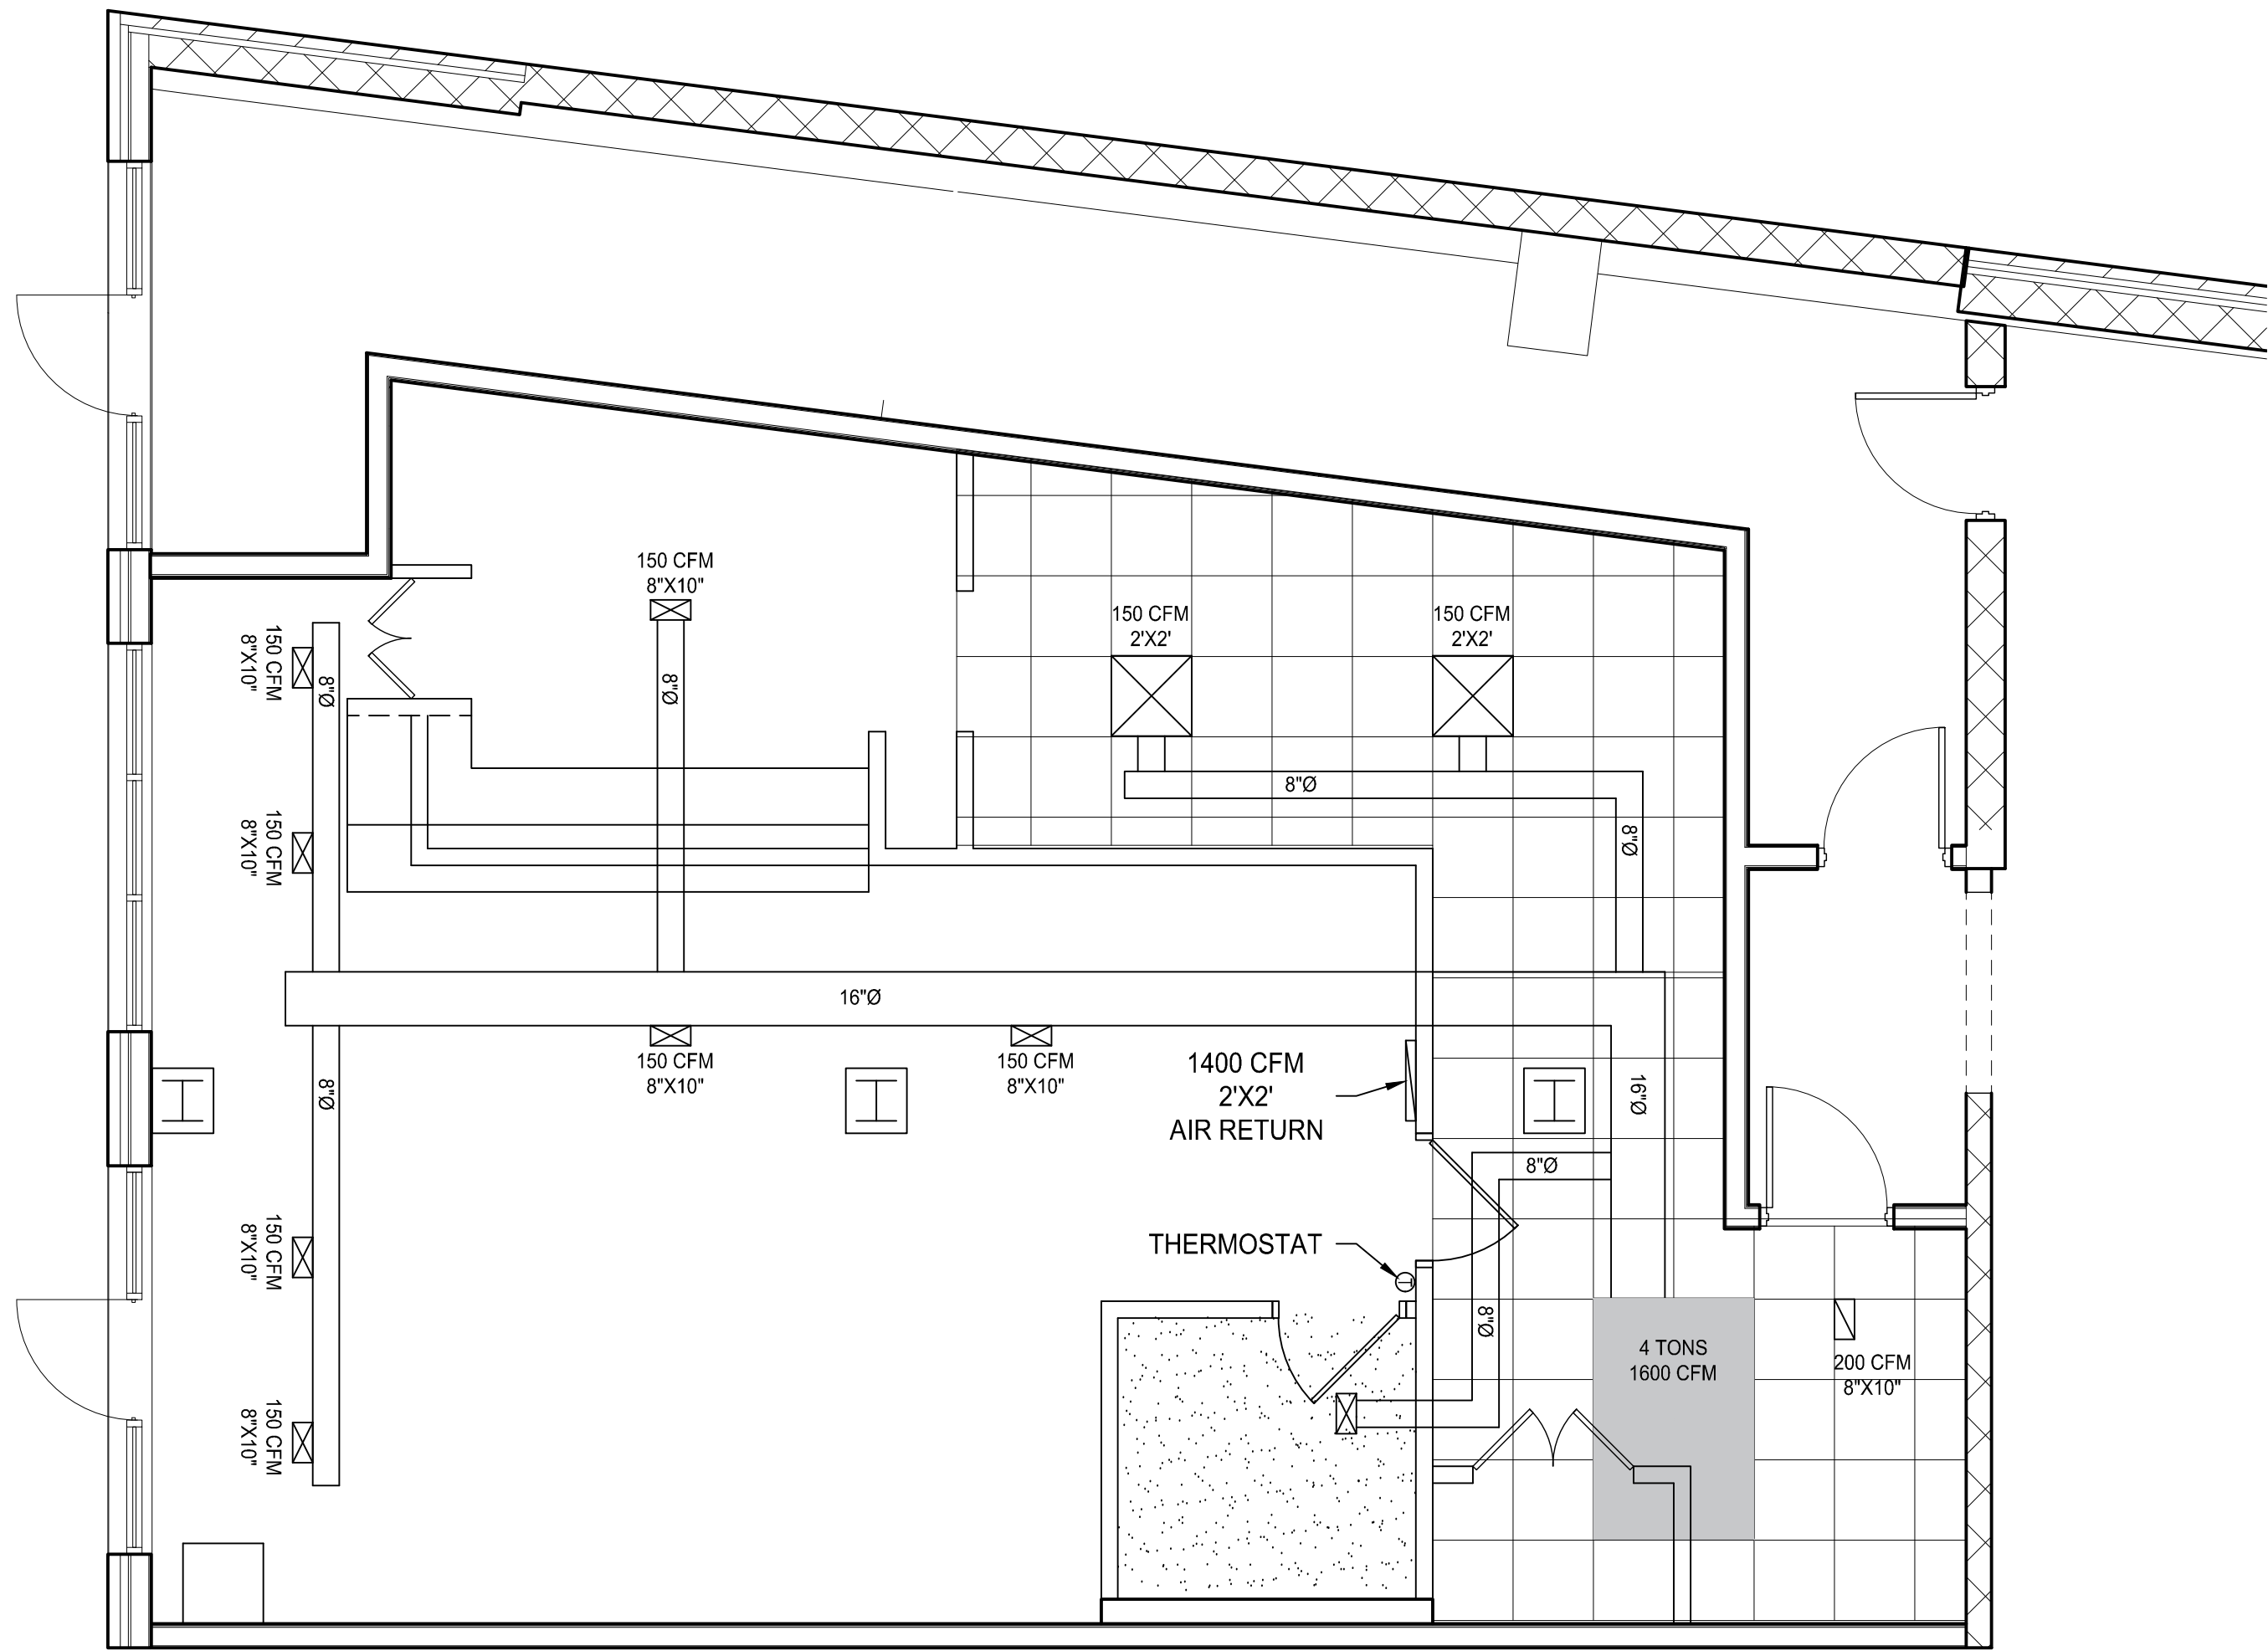 150 CFM
8"X10"
150 CFM
2'X2'
150 CFM
2'X2'
150 CFM
8"X10"
8"Ø
8"Ø
8"Ø
8"Ø
150 CFM
8"X10"
16"Ø
150 CFM
8"X10"
150 CFM
8"X10"
1400 CFM
2'X2'
AIR RETURN
8"Ø
16"Ø
8"Ø
150 CFM
8"X10"
THERMOSTAT
T
8"Ø
4 TONS
1600 CFM
200 CFM
8"X10"
150 CFM
8"X10"